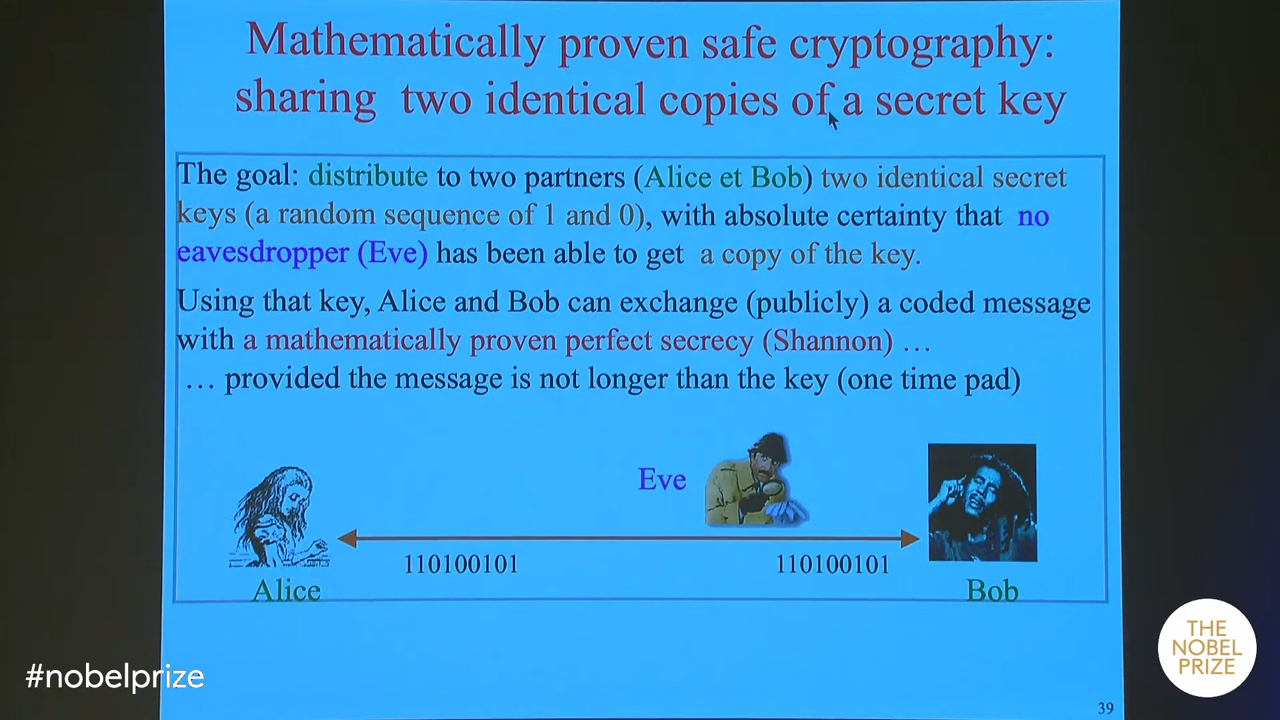 Mathematically proven safe cryptography:
sharing two identical copies of a secret key
The goal: distribute to two partners (Alice et Bob) two identical secret
keys (a random sequence of 1 and 0), with absolute certainty that no
eavesdropper (Eve) has been able to get a copy of the key.
Using that key, Alice and Bob can exchange (publicly) a coded message
with a mathematically proven perfect secrecy (Shannon) …
… provided the message is not longer than the key (one time pad)
Eve
110100101
110100101
Alice
Bob
THE
NOBEL
PRIZE
#nobelprize
39